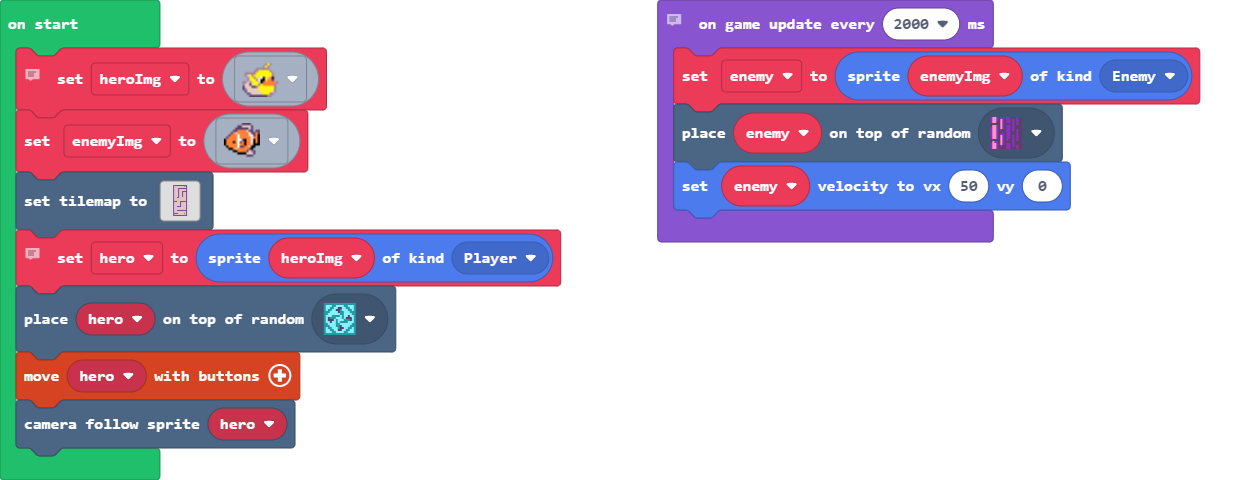 on start
set heroImg to
set enemyImg to
set tilemap to
set hero to sprite heroImg of kind Player
place hero on top of random
move hero with buttons
camera follow sprite hero
on game update every 2000 ms
set enemy to sprite enemyImg of kind Enemy
place enemy on top of random
set enemy velocity to vx 50 vy 0